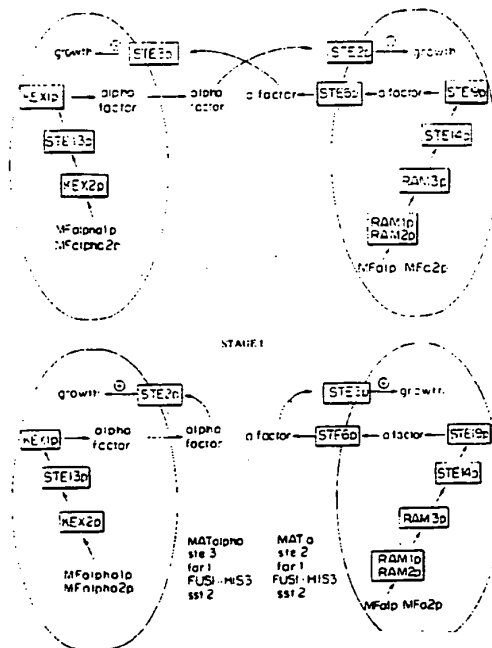 growth STE3p
STE2p growth
KEX1p alpha factor alpha factor
a factor STE6p a factor
STE13p
STE14p
KEX2p
RAM3p
MFalpha1p
MFalpha2p
RAM1p
RAM2p
MFa1p MFa2p
STAGE 1
growth STE2p
STE3p growth
KEX1p alpha factor alpha factor
a factor STE6p a factor STE19p
STE13p
STE14p
KEX2p
RAM3p
MFalpha1p
MFalpha2p
RAM1p
RAM2p
MFa1p MFa2p
MATalpha
ste 3
far 1
FUS1-HIS3
sst 2
MATa
ste 2
far 1
FUS1-HIS3
sst 2